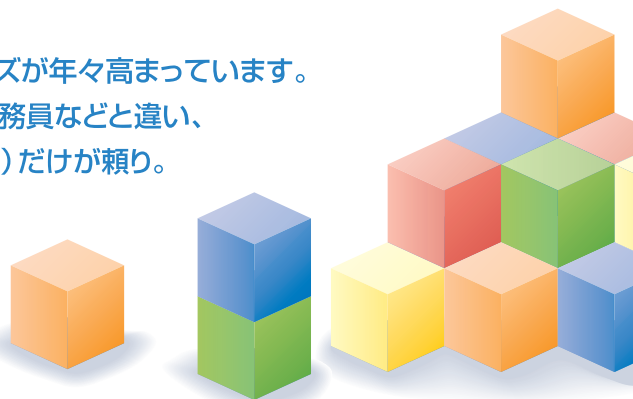 ズが年々高まっています。
務員などと違い、
）だけが頼り。